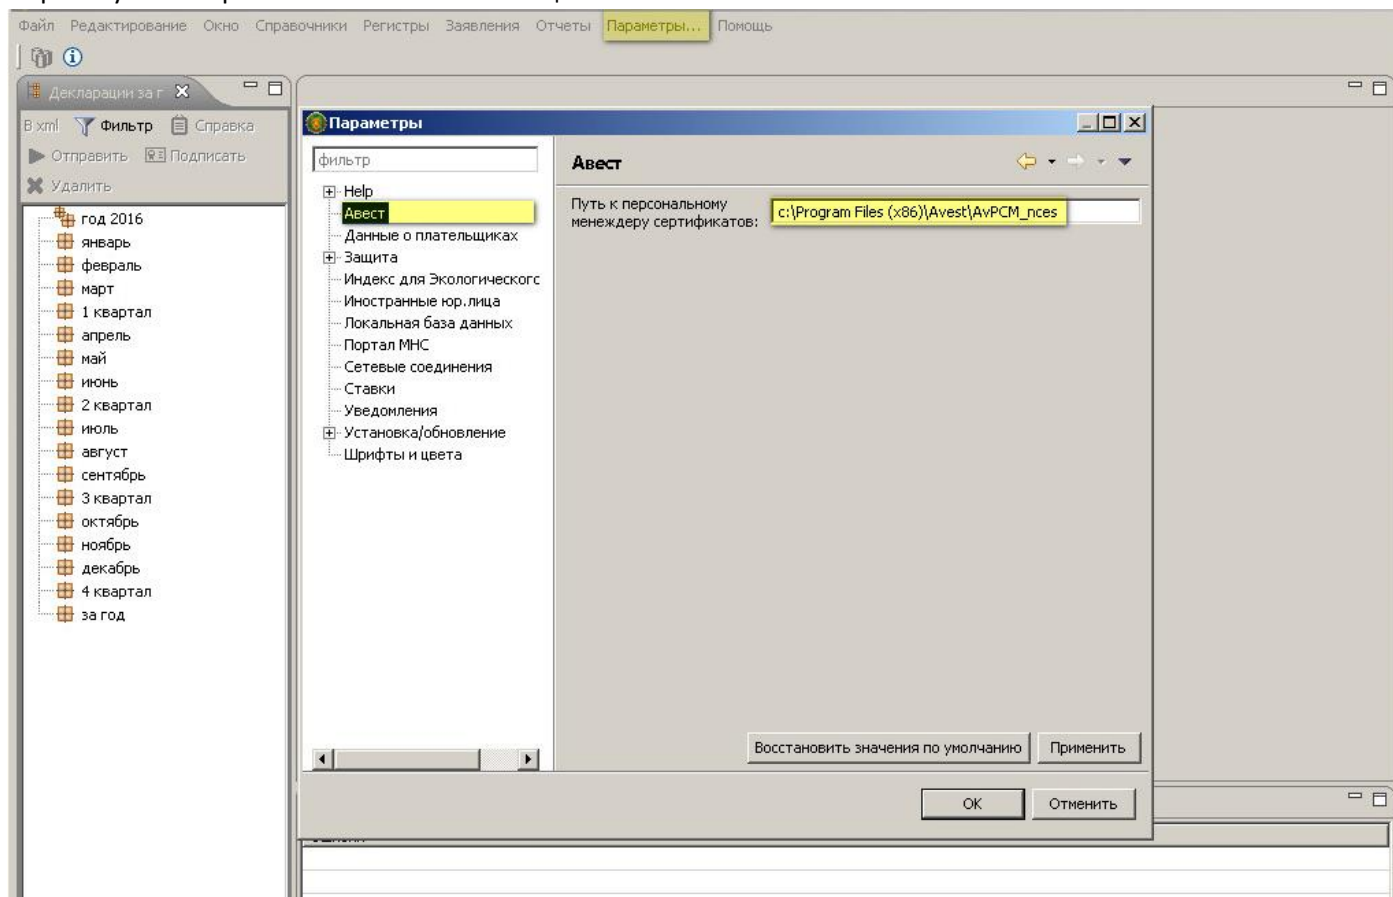 Файл Редактирование Окно Справочники Регистры Заявления Отчеты Параметры... Помощь
Декларации за г
В xml Фильтр Справка
Отправить Подписать
Удалить
год 2016
январь
февраль
март
1 квартал
апрель
май
июнь
2 квартал
июль
август
сентябрь
3 квартал
октябрь
ноябрь
декабрь
4 квартал
за год
Параметры
фильтр
Help
Авест
Данные о плательщиках
Защита
Индекс для Экологическогс
Иностранные юр.лица
Локальная база данных
Портал МНС
Сетевые соединения
Ставки
Уведомления
Установка/обновление
Шрифты и цвета
Авест
Путь к персональному
менеждеру сертификатов:
c:\Program Files (x86)\Avest\AvPCM_nces
Восстановить значения по умолчанию Применить
OK Отменить